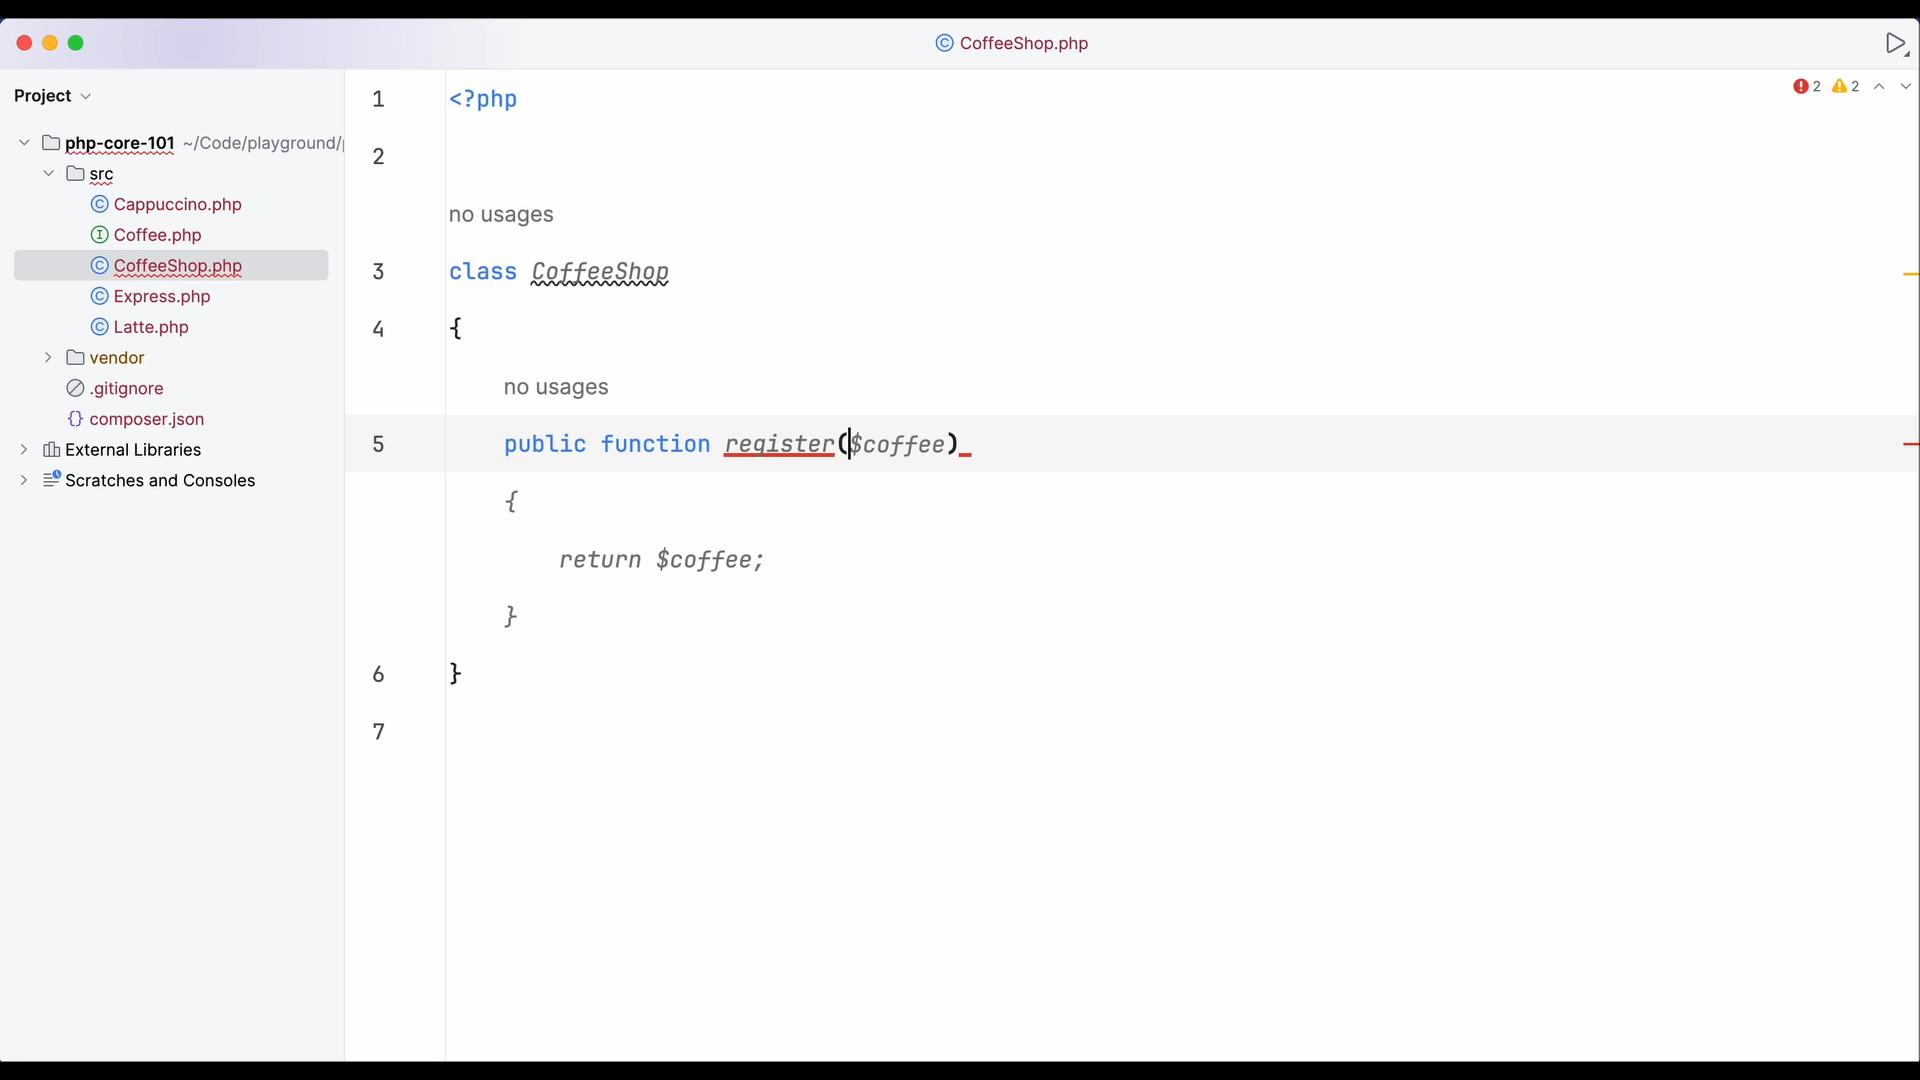 CoffeeShop.php
Project
2 2
php-core-101 ~/Code/playground/
src
Cappuccino.php
Coffee.php
CoffeeShop.php
Express.php
Latte.php
vendor
.gitignore
composer.json
External Libraries
Scratches and Consoles
1 <?php
2
no usages
3 class CoffeeShop
4 {
no usages
5 public function register($coffee)
{
return $coffee;
}
6 }
7